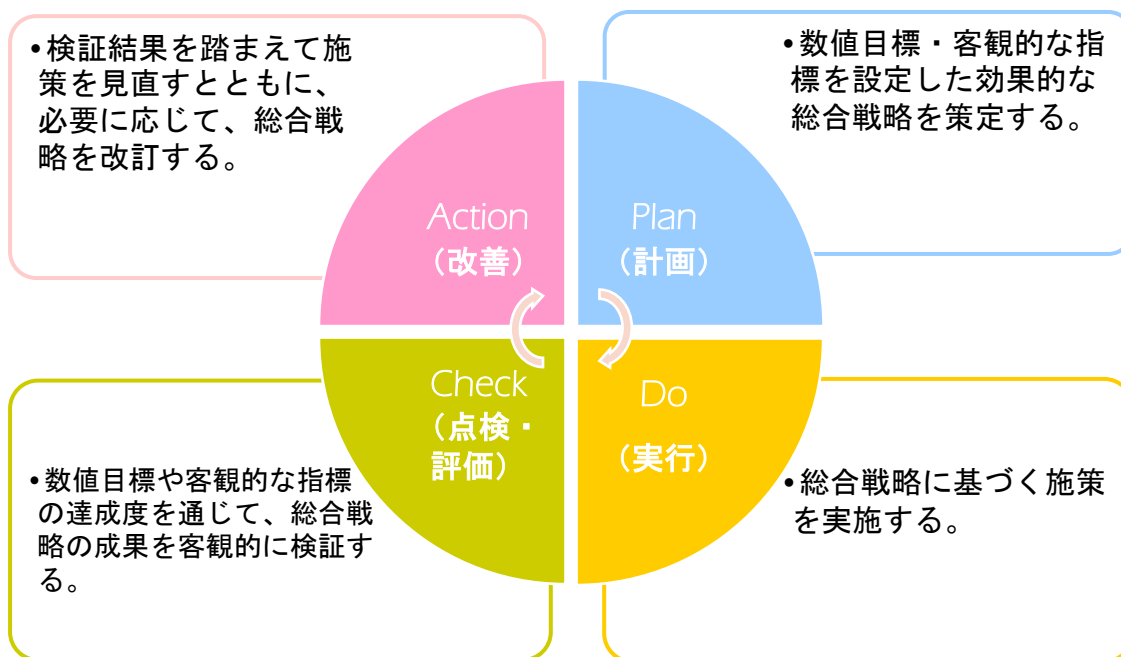 •検証結果を踏まえて施
策を見直すとともに、
必要に応じて、総合戦
略を改訂する。
•数値目標・客観的な指
標を設定した効果的な
総合戦略を策定する。
Action
（改善）
Plan
（計画）
Check
（点検・
評価）
Do
（実行）
•数値目標や客観的な指標
の達成度を通じて、総合戦
略の成果を客観的に検証す
る。
•総合戦略に基づく施策
を実施する。